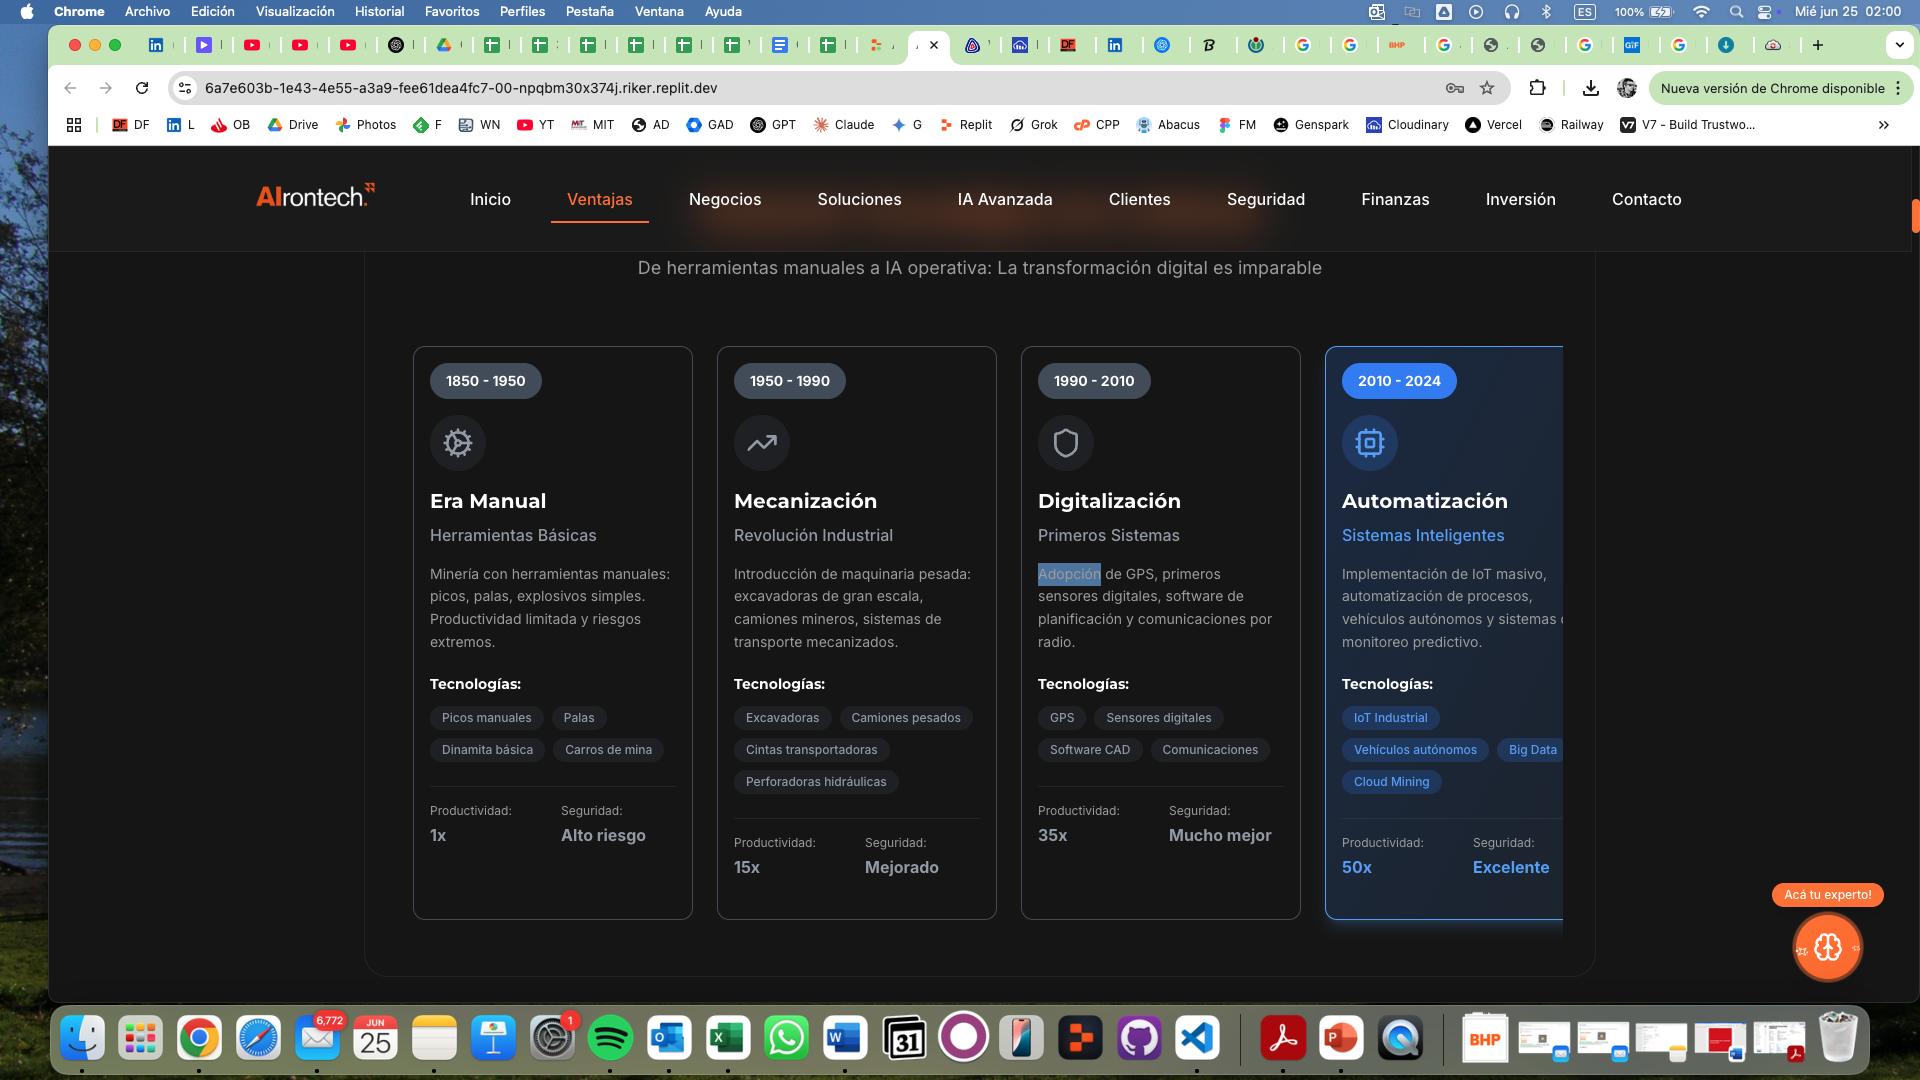 Chrome Archivo Edición Visualización Historial Favoritos Perfiles Pestaña Ventana Ayuda
ES 100% Mié jun 25 02:00
6a7e603b-1e43-4e55-a3a9-fee61dea4fc7-00-npqbm30x374j.riker.replit.dev
Nueva versión de Chrome disponible
DF L OB Drive Photos F WN YT MIT AD GAD GPT Claude G Replit Grok CPP Abacus FM Genspark Cloudinary Vercel Railway V7 - Build Trustwo...
AIrontech.
Inicio Ventajas Negocios Soluciones IA Avanzada Clientes Seguridad Finanzas Inversión Contacto
De herramientas manuales a IA operativa: La transformación digital es imparable
1850 - 1950
Era Manual
Herramientas Básicas
Minería con herramientas manuales:
picos, palas, explosivos simples.
Productividad limitada y riesgos
extremos.
Tecnologías:
Picos manuales Palas
Dinamita básica Carros de mina
Productividad: Seguridad:
1x Alto riesgo
1950 - 1990
Mecanización
Revolución Industrial
Introducción de maquinaria pesada:
excavadoras de gran escala,
camiones mineros, sistemas de
transporte mecanizados.
Tecnologías:
Excavadoras Camiones pesados
Cintas transportadoras
Perforadoras hidráulicas
Productividad: Seguridad:
15x Mejorado
1990 - 2010
Digitalización
Primeros Sistemas
Adopción de GPS, primeros
sensores digitales, software de
planificación y comunicaciones por
radio.
Tecnologías:
GPS Sensores digitales
Software CAD Comunicaciones
Productividad: Seguridad:
35x Mucho mejor
2010 - 2024
Automatización
Sistemas Inteligentes
Implementación de IoT masivo,
automatización de procesos,
vehículos autónomos y sistemas
monitoreo predictivo.
Tecnologías:
IoT Industrial
Vehículos autónomos Big Data
Cloud Mining
Productividad: Seguridad:
50x Excelente
Acá tu experto!
6,772
JUN
25
1
31
BHP